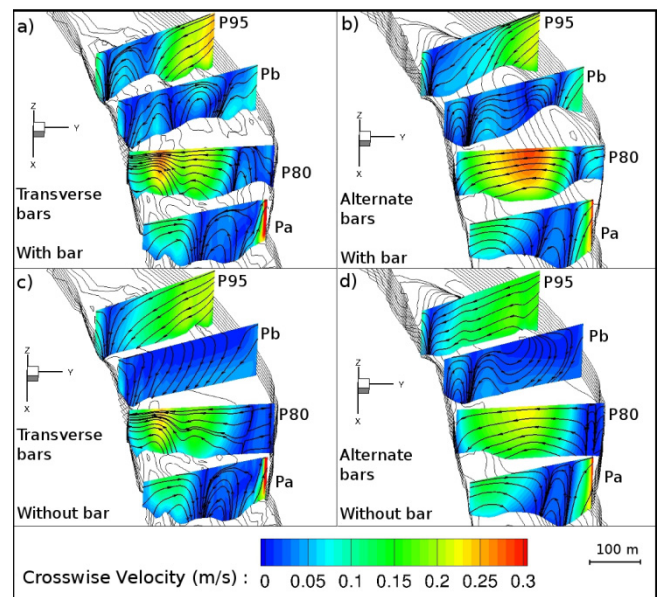 a)
P95
Z
Y
X
Pb
P80
Pa
Transverse
bars
With bar
b)
P95
Z
Y
X
Pb
P80
Pa
Alternate
bars
With bar
c)
P95
Z
Y
X
Pb
P80
Pa
Transverse
bars
Without bar
d)
P95
Z
Y
X
Pb
P80
Pa
Alternate
bars
Without bar
Crosswise Velocity (m/s) : 0 0.05 0.1 0.15 0.2 0.25 0.3
100 m